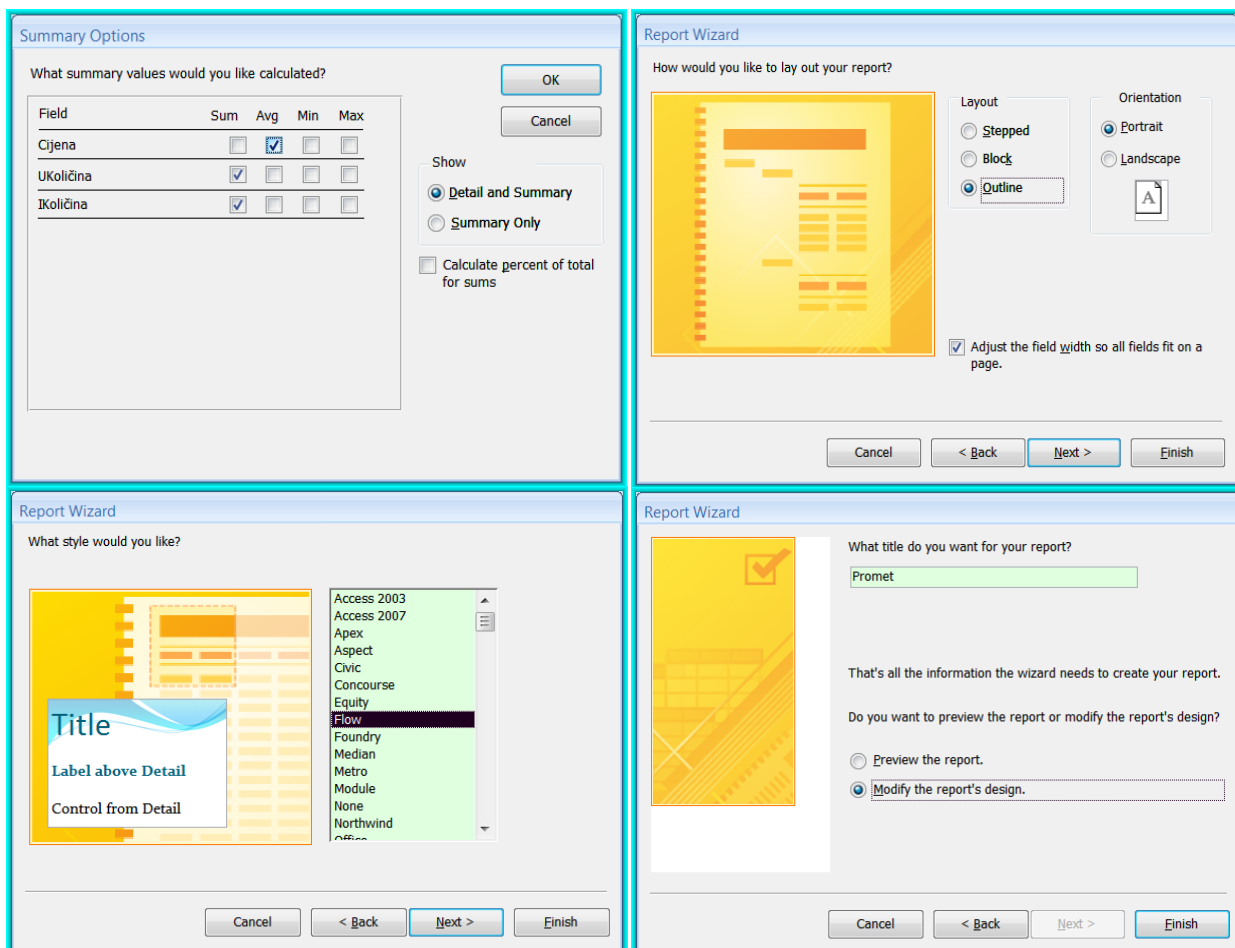 Summary Options
What summary values would you like calculated?
OK
Cancel
Field Sum Avg Min Max
Cijena
UKoličina
IKoličina
Show
Detail and Summary
Summary Only
Calculate percent of total
for sums
Report Wizard
How would you like to lay out your report?
Layout
Stepped
Block
Outline
Orientation
Portrait
Landscape
A
Adjust the field width so all fields fit on a
page.
Cancel < Back Next > Finish
Report Wizard
What style would you like?
Title
Label above Detail
Control from Detail
Access 2003
Access 2007
Apex
Aspect
Civic
Concourse
Equity
Flow
Foundry
Median
Metro
Module
None
Northwind
Office
Cancel < Back Next > Finish
Report Wizard
What title do you want for your report?
Promet
That's all the information the wizard needs to create your report.
Do you want to preview the report or modify the report's design?
Preview the report.
Modify the report's design.
Cancel < Back Next > Finish